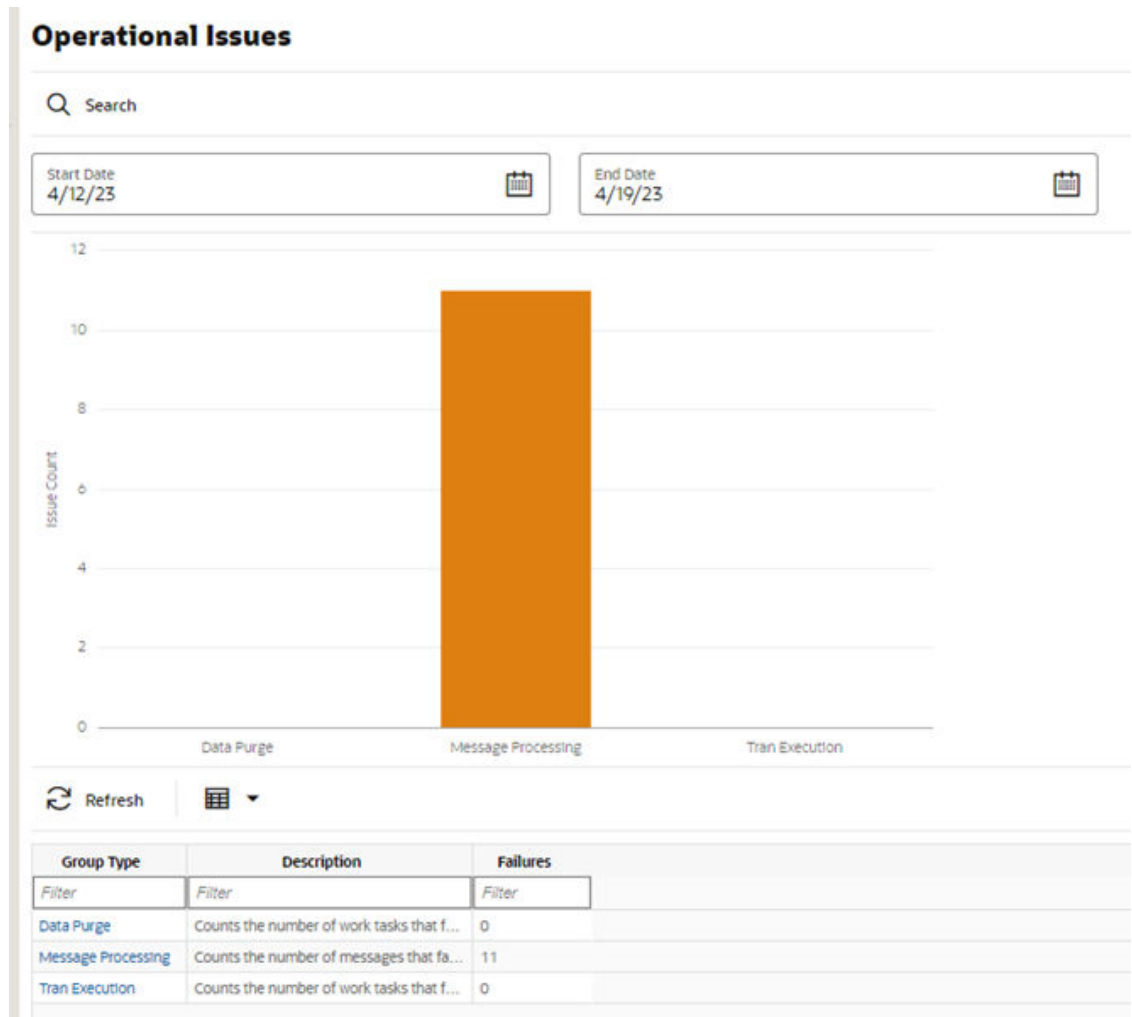 Operational Issues
Search
Start Date
4/12/23
End Date
4/19/23
12
10
8
6
4
2
0
Issue Count
Data Purge Message Processing Tran Execution
Refresh
Group Type Description Failures
Filter Filter Filter
Data Purge Counts the number of work tasks that f... 0
Message Processing Counts the number of messages that fa... 11
Tran Execution Counts the number of work tasks that f... 0